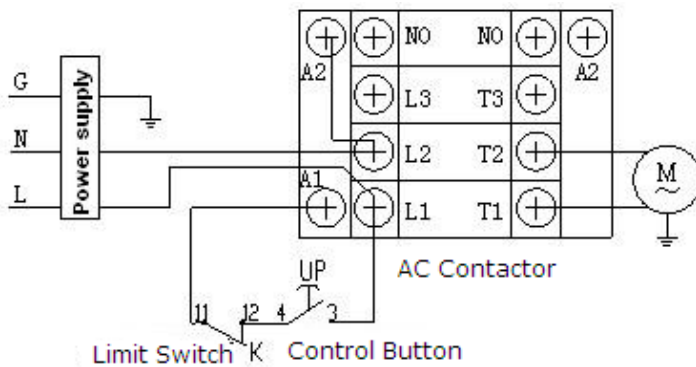 NO NO
A2 A2
G
L3 T3
Power supply
N
L2 T2
M
A1
L
L1 T1
AC Contactor
UP
11 12 4 3
Limit Switch K Control Button